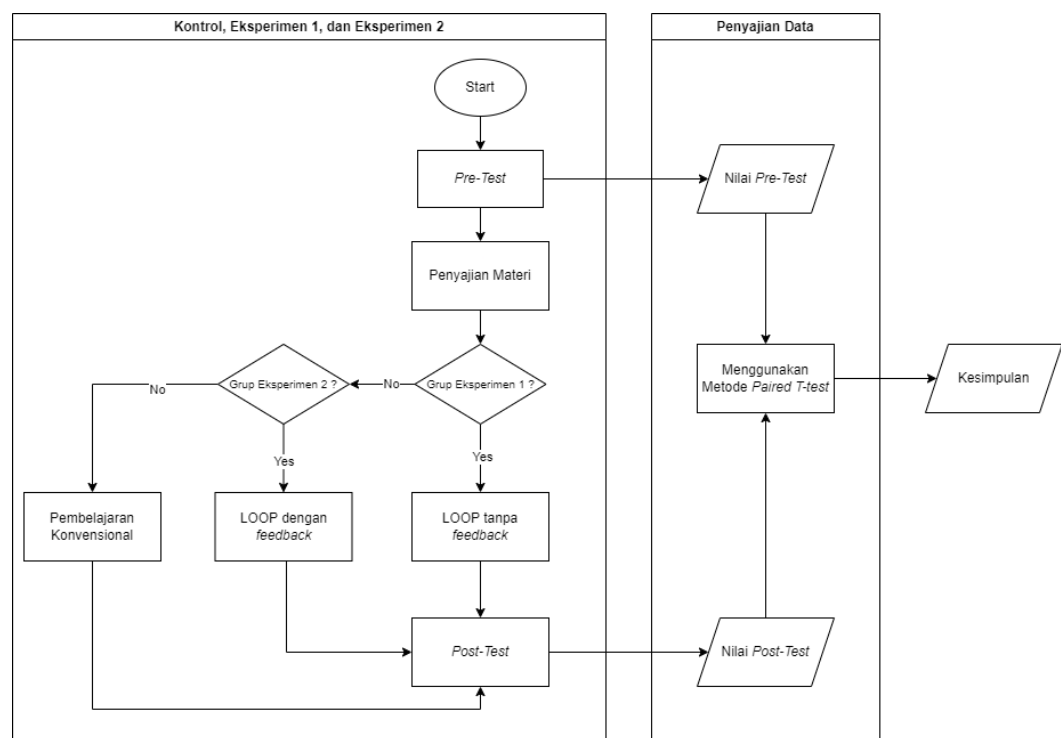 Kontrol, Eksperimen 1, dan Eksperimen 2
Penyajian Data
Start
Pre-Test
Nilai Pre-Test
Penyajian Materi
Grup Eksperimen 2 ?
No
Grup Eksperimen 1 ?
No
Menggunakan
Metode Paired T-test
Kesimpulan
Yes
Yes
Pembelajaran
Konvensional
LOOP dengan
feedback
LOOP tanpa
feedback
Post-Test
Nilai Post-Test